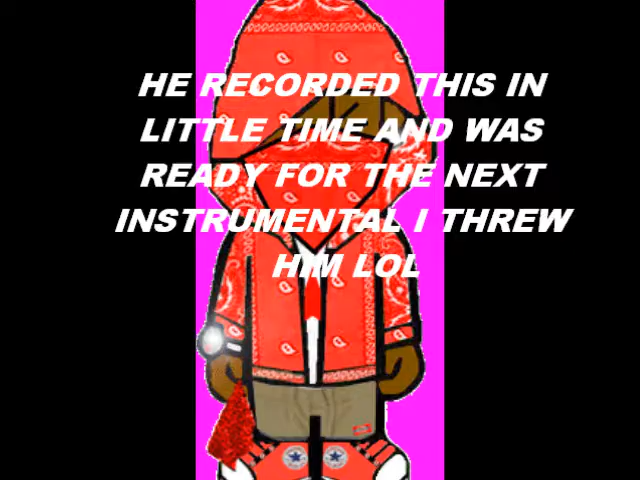 HE RECORDED THIS IN
LITTLE TIME AND WAS
READY FOR THE NEXT
INSTRUMENTAL I THREW
HIM LOL